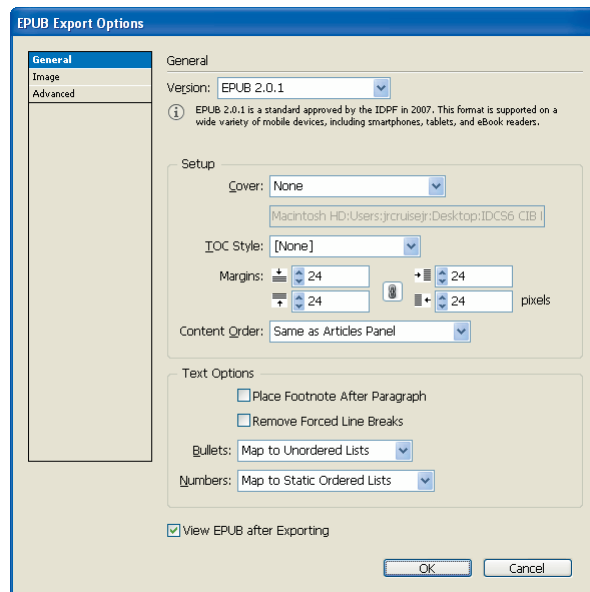 EPUB Export Options
General
Image
Advanced
General
Version: EPUB 2.0.1
EPUB 2.0.1 is a standard approved by the IDPF in 2007. This format is supported on a
wide variety of mobile devices, including smartphones, tablets, and eBook readers.
Setup
Cover: None
Macintosh HD:Users:jrcruisejr:Desktop:IDCS6 CIB
TOC Style: [None]
Margins: 24 24
24 24 pixels
Content Order: Same as Articles Panel
Text Options
Place Footnote After Paragraph
Remove Forced Line Breaks
Bullets: Map to Unordered Lists
Numbers: Map to Static Ordered Lists
View EPUB after Exporting
OK Cancel